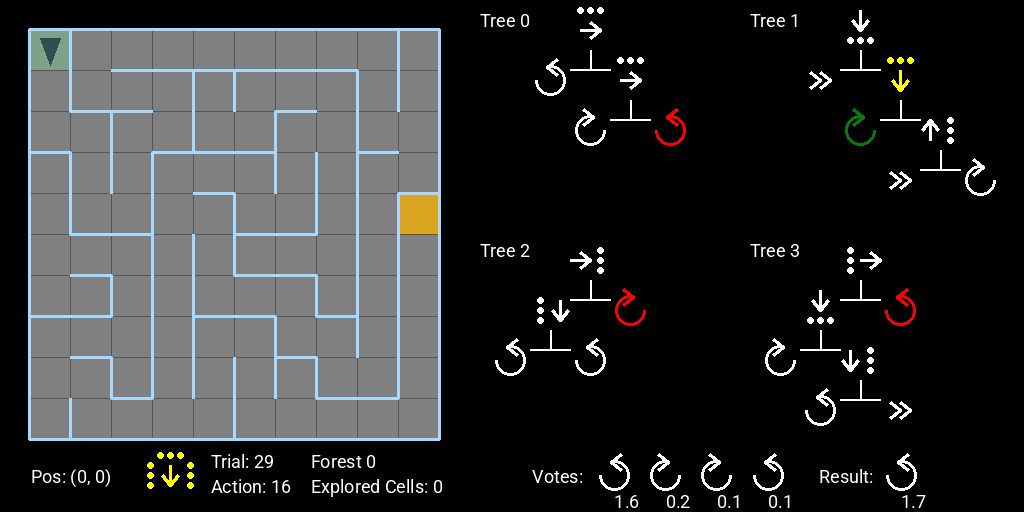 Tree 0
Tree 1
Tree 2
Tree 3
Pos: (0, 0)
Trial: 29
Forest 0
Action: 16
Explored Cells: 0
Votes:
1.6
0.2
0.1
0.1
Result:
1.7